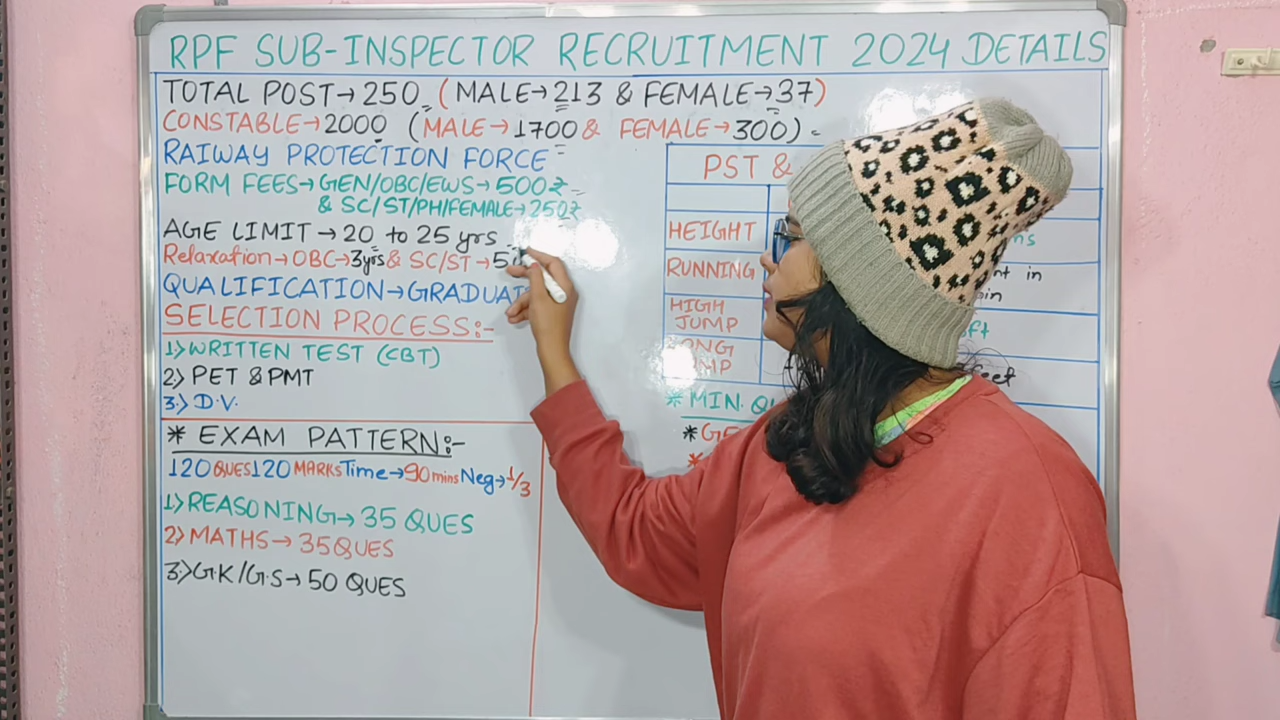 RPF SUB-INSPECTOR RECRUITMENT 2024 DETAILS
TOTAL POST→250 (MALE→213 & FEMALE→37)
CONSTABLE→2000 (MALE→1700 & FEMALE→300)
RAIWAY PROTECTION FORCE
FORM FEES→GEN/OBC/EWS→500₹
& SC/ST/PH/FEMALE→250₹
AGE LIMIT→20 to 25 yrs
Relaxation→OBC→3yrs & SC/ST→5
QUALIFICATION→GRADUAT
SELECTION PROCESS:-
1) WRITTEN TEST (CBT)
2) PET & PMT
3.) D.V.
* EXAM PATTERN:-
120 QUES 120 MARKS Time→90 mins Neg→1/3
1) REASONING→35 QUES
2) MATHS→35 QUES
3.) G.K/G.S→50 QUES
PST &
HEIGHT
RUNNING
in
HIGH
JUMP
* MIN.
*
*